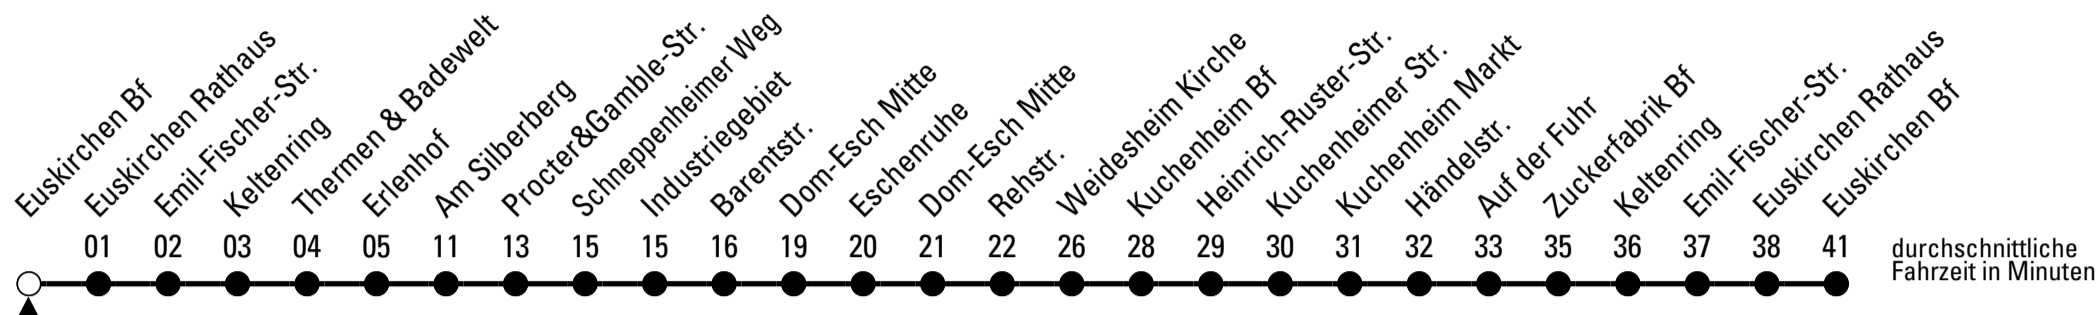 Euskirchen Bf
Euskirchen Rathaus
Emil-Fischer-Str.
Keltenring
Thermen & Badewelt
Erlenhof
Am Silberberg
Procter&Gamble-Str.
Schneppenheimer Weg
Industriegebiet
Barentstr.
Dom-Esch Mitte
Eschenruhe
Dom-Esch Mitte
Rehstr.
Weidesheim Kirche
Kuchenheim Bf
Heinrich-Ruster-Str.
Kuchenheimer Str.
Kuchenheim Markt
Händelstr.
Auf der Fuhr
Zuckerfabrik Bf
Keltenring
Emil-Fischer-Str.
Euskirchen Rathaus
Euskirchen Bf
01 02 03 04 05 11 13 15 15 16 19 20 21 22 26 28 29 30 31 32 33 35 36 37 38 41
durchschnittliche
Fahrzeit in Minuten